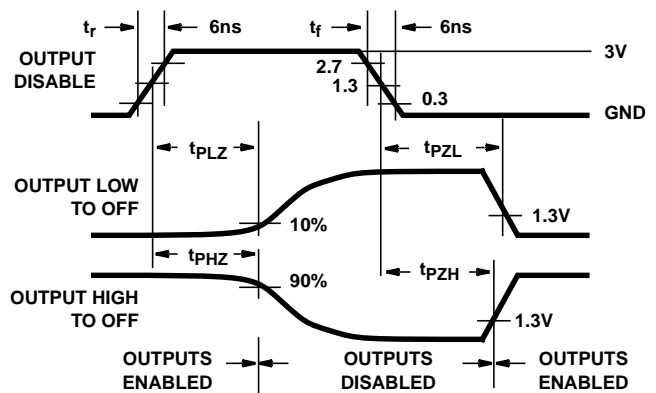 tr 6ns tf 6ns
OUTPUT
DISABLE
3V
2.7
1.3
0.3
GND
tPLZ tPZL
OUTPUT LOW
TO OFF
10%
1.3V
tPHZ
90%
tPZH
OUTPUT HIGH
TO OFF
1.3V
OUTPUTS
ENABLED
OUTPUTS
DISABLED
OUTPUTS
ENABLED